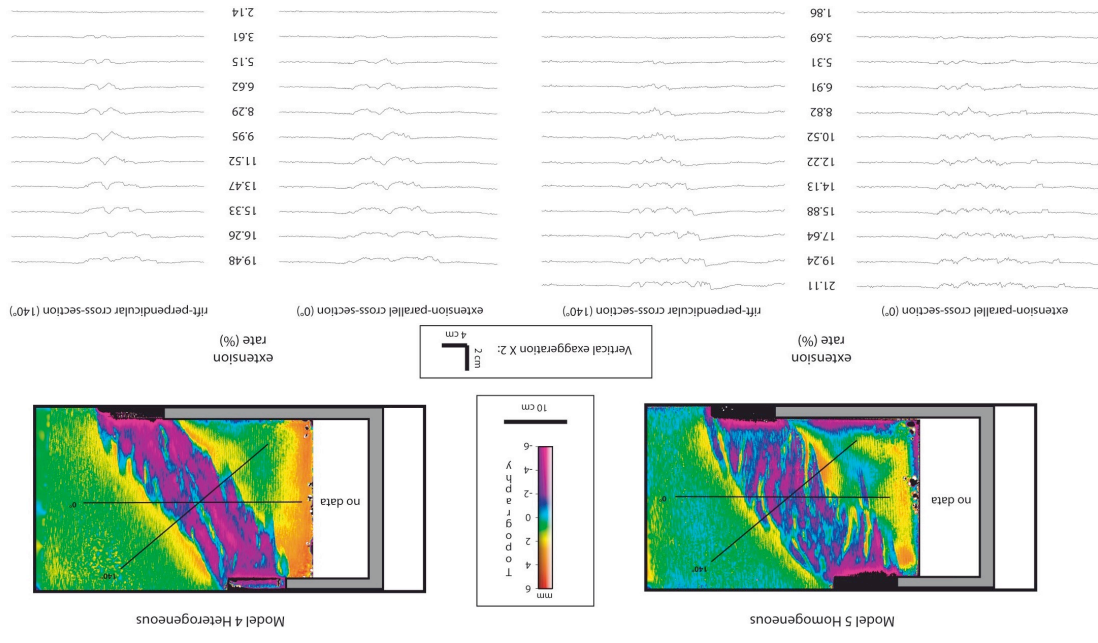 Model 5 Homogeneous
140°
0°
no data
mm
6
4
2
0
-2
-4
-6
Topography
10 cm
Model 4 Heterogeneous
140°
0°
no data
Vertical exaggeration X 2:
2 cm
4 cm
extension
rate (%)
extension-parallel cross-section (0°)
rift-perpendicular cross-section (140°)
21.11
19.24
17.64
15.88
14.13
12.22
10.52
8.82
6.91
5.31
3.69
1.86
extension
rate (%)
extension-parallel cross-section (0°)
rift-perpendicular cross-section (140°)
19.48
16.26
15.33
13.47
11.52
9.95
8.29
6.62
5.15
3.61
2.14